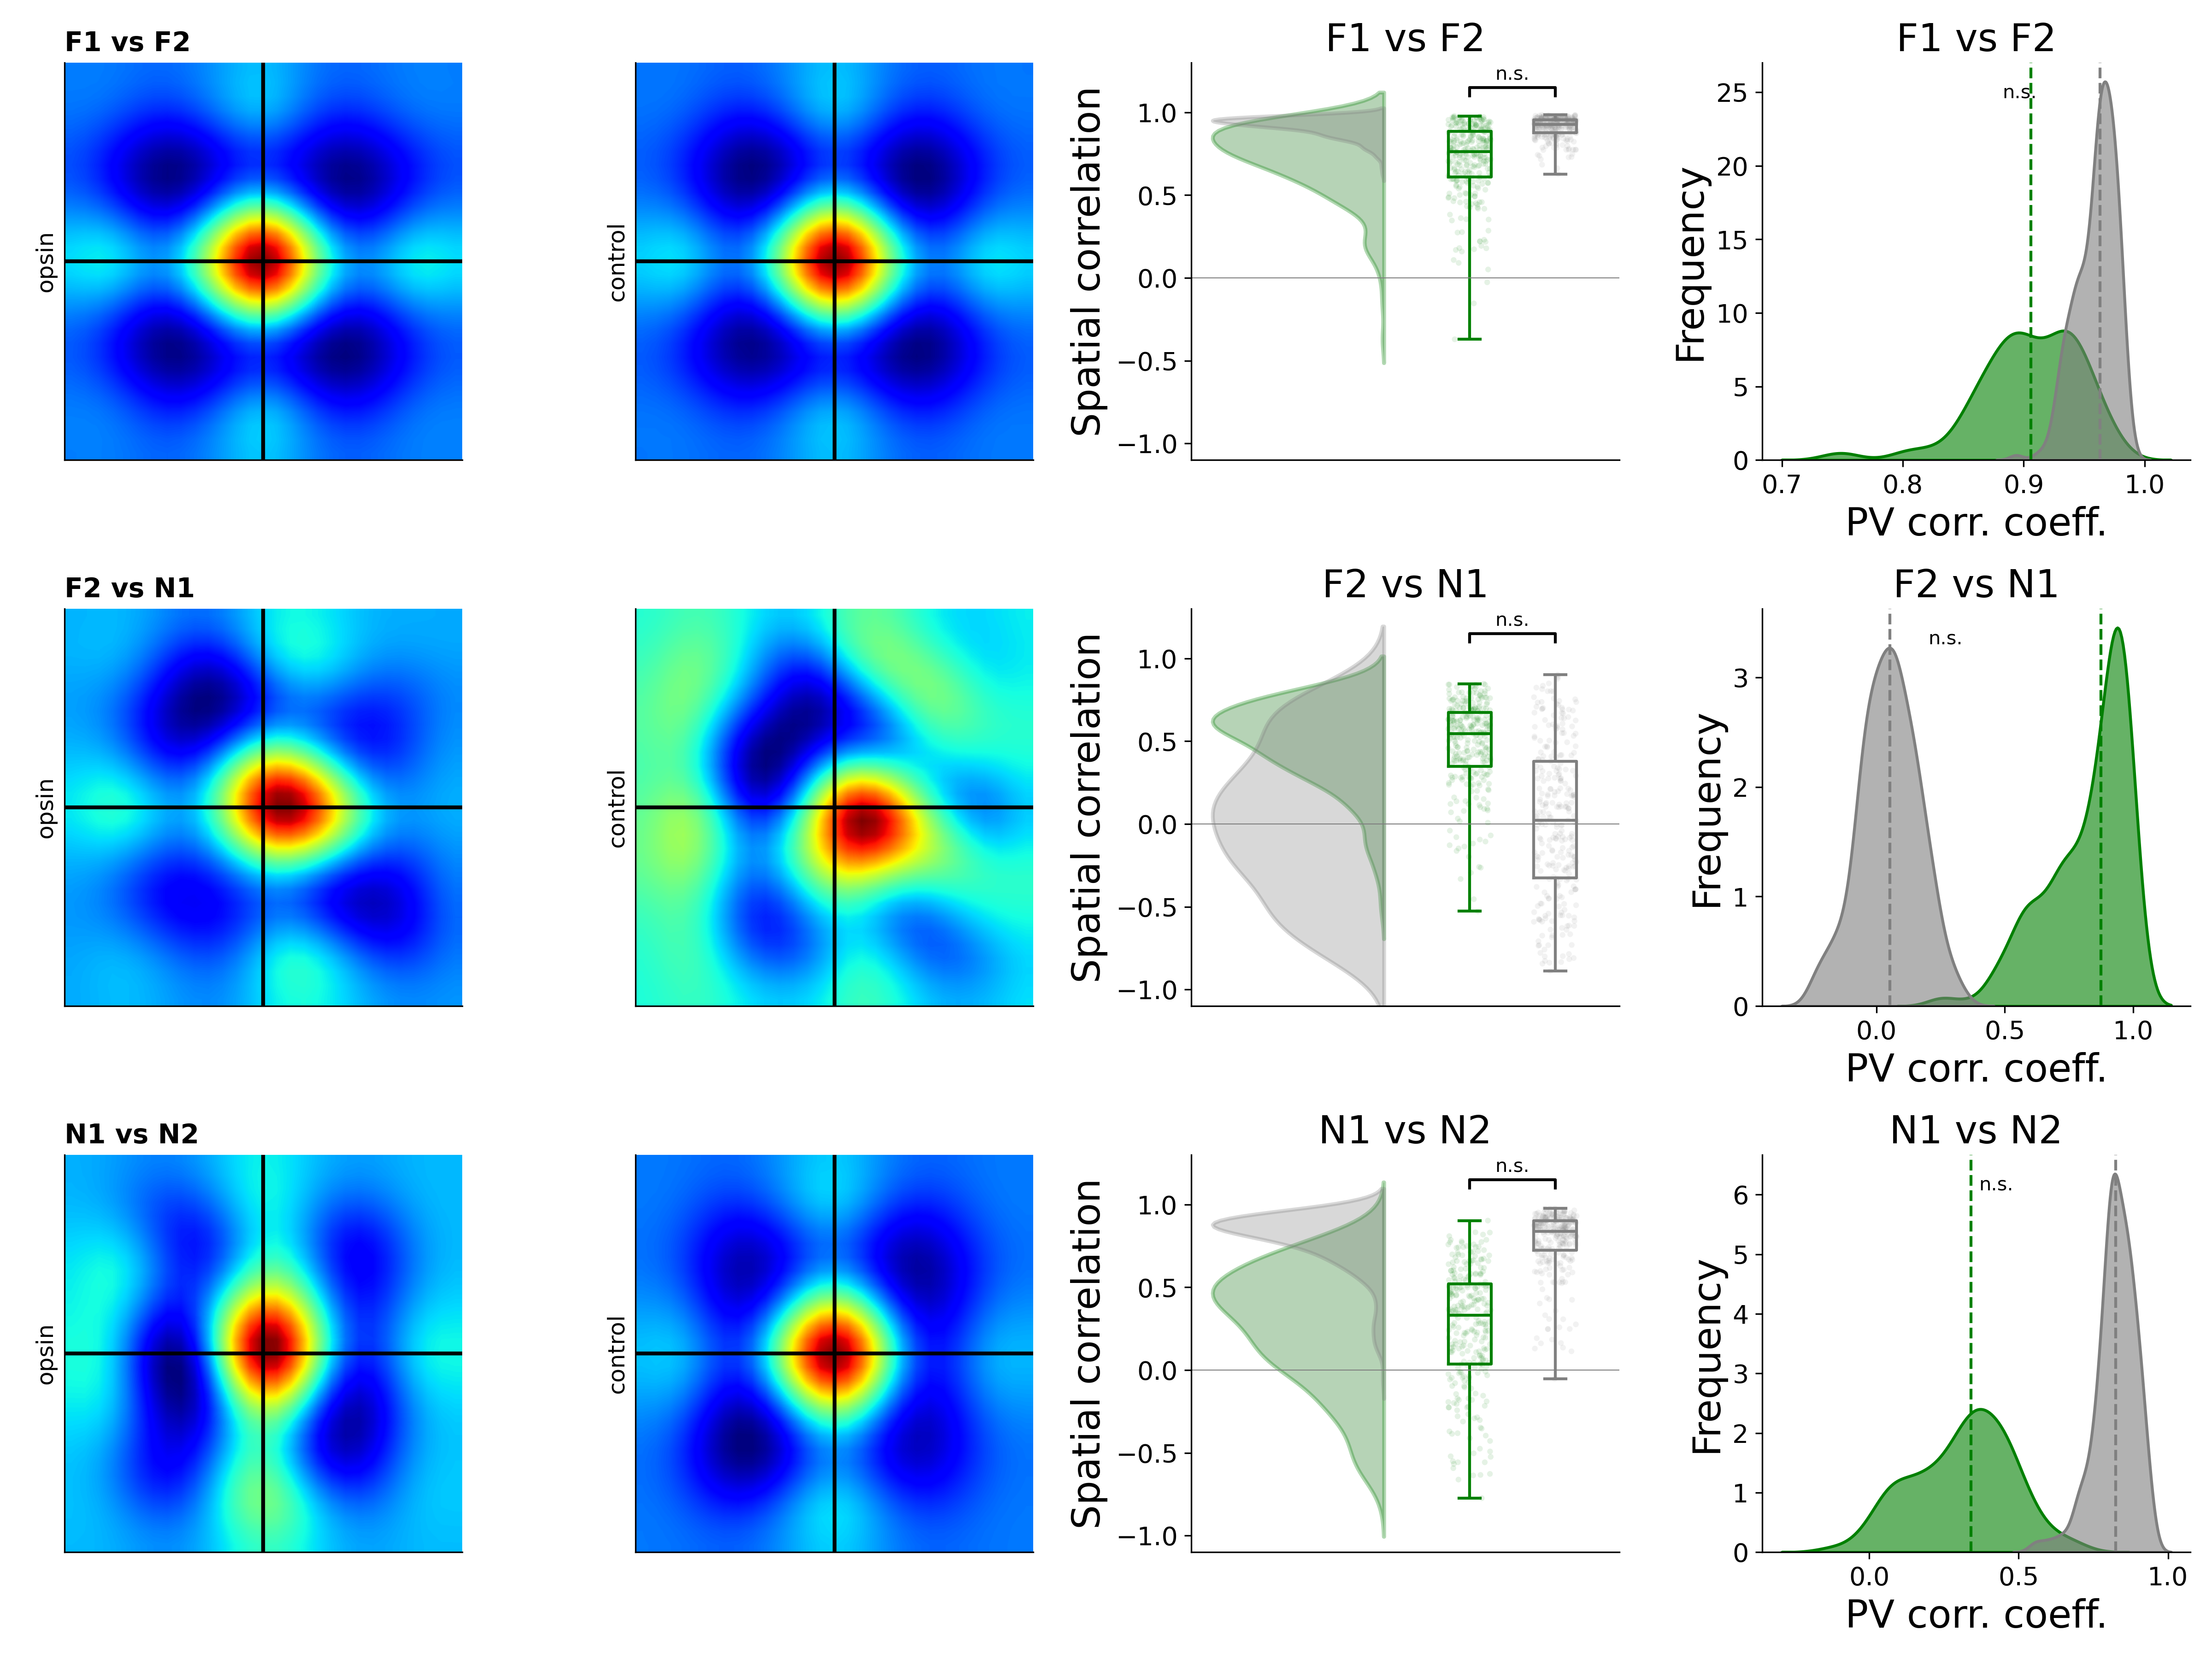 F1 vs F2
opsin
control
F1 vs F2
n.s.
Spatial correlation
1.0
0.5
0.0
−0.5
−1.0
F1 vs F2
n.s.
Frequency
25
20
15
10
5
0
0.7 0.8 0.9 1.0
PV corr. coeff.
F2 vs N1
opsin
control
F2 vs N1
n.s.
Spatial correlation
1.0
0.5
0.0
−0.5
−1.0
F2 vs N1
n.s.
Frequency
3
2
1
0
0.0 0.5 1.0
PV corr. coeff.
N1 vs N2
opsin
control
N1 vs N2
n.s.
Spatial correlation
1.0
0.5
0.0
−0.5
−1.0
N1 vs N2
n.s.
Frequency
6
5
4
3
2
1
0
0.0 0.5 1.0
PV corr. coeff.